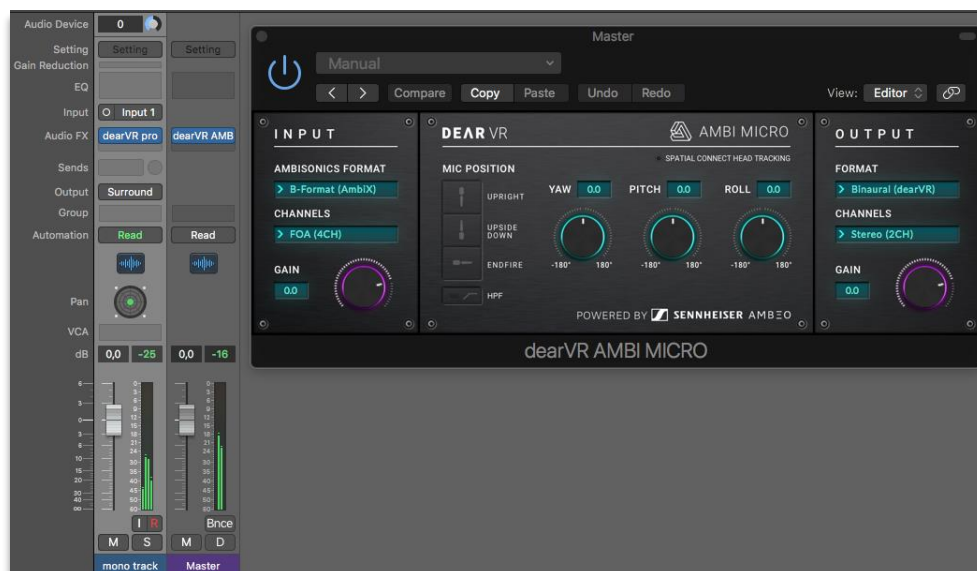 Audio Device 0
Setting Setting Setting
Gain Reduction
EQ
Input Input 1
Audio FX dearVR pro dearVR AMB
Sends
Output Surround
Group
Automation Read Read
Pan
VCA
dB 0,0 -25 0,0 -16
I R Bnce
M S M D
mono track Master
Master
Manual
Compare Copy Paste Undo Redo View: Editor
INPUT
AMBISONICS FORMAT
B-Format (AmbiX)
CHANNELS
FOA (4CH)
GAIN
0.0
DEAR VR AMBI MICRO
SPATIAL CONNECT HEAD TRACKING
MIC POSITION
UPRIGHT
UPSIDE
DOWN
ENDFIRE
HPF
YAW 0.0 PITCH 0.0 ROLL 0.0
-180° 180° -180° 180° -180° 180°
POWERED BY SENNHEISER AMBEO
OUTPUT
FORMAT
Binaural (dearVR)
CHANNELS
Stereo (2CH)
GAIN
0.0
dearVR AMBI MICRO